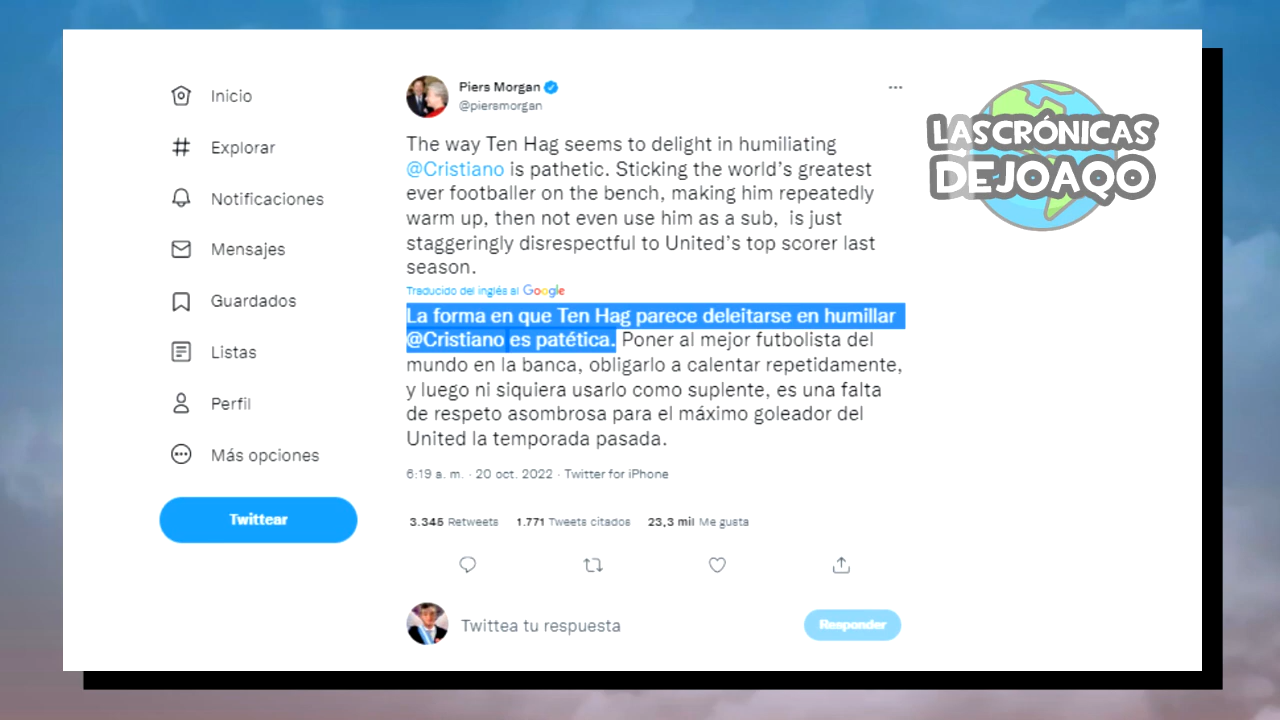 Inicio
Explorar
Notificaciones
Mensajes
Guardados
Listas
Perfil
Más opciones
Twittear
Piers Morgan
@piersmorgan
The way Ten Hag seems to delight in humiliating
@Cristiano is pathetic. Sticking the world’s greatest
ever footballer on the bench, making him repeatedly
warm up, then not even use him as a sub, is just
staggeringly disrespectful to United’s top scorer last
season.
Traducido del inglés al Google
La forma en que Ten Hag parece deleitarse en humillar
@Cristiano es patética. Poner al mejor futbolista del
mundo en la banca, obligarlo a calentar repetidamente,
y luego ni siquiera usarlo como suplente, es una falta
de respeto asombrosa para el máximo goleador del
United la temporada pasada.
6:19 a. m. · 20 oct. 2022 · Twitter for iPhone
3.345 Retweets 1.771 Tweets citados 23,3 mil Me gusta
Twittea tu respuesta
Responder
LAS CRÓNICAS
DE JOAQO